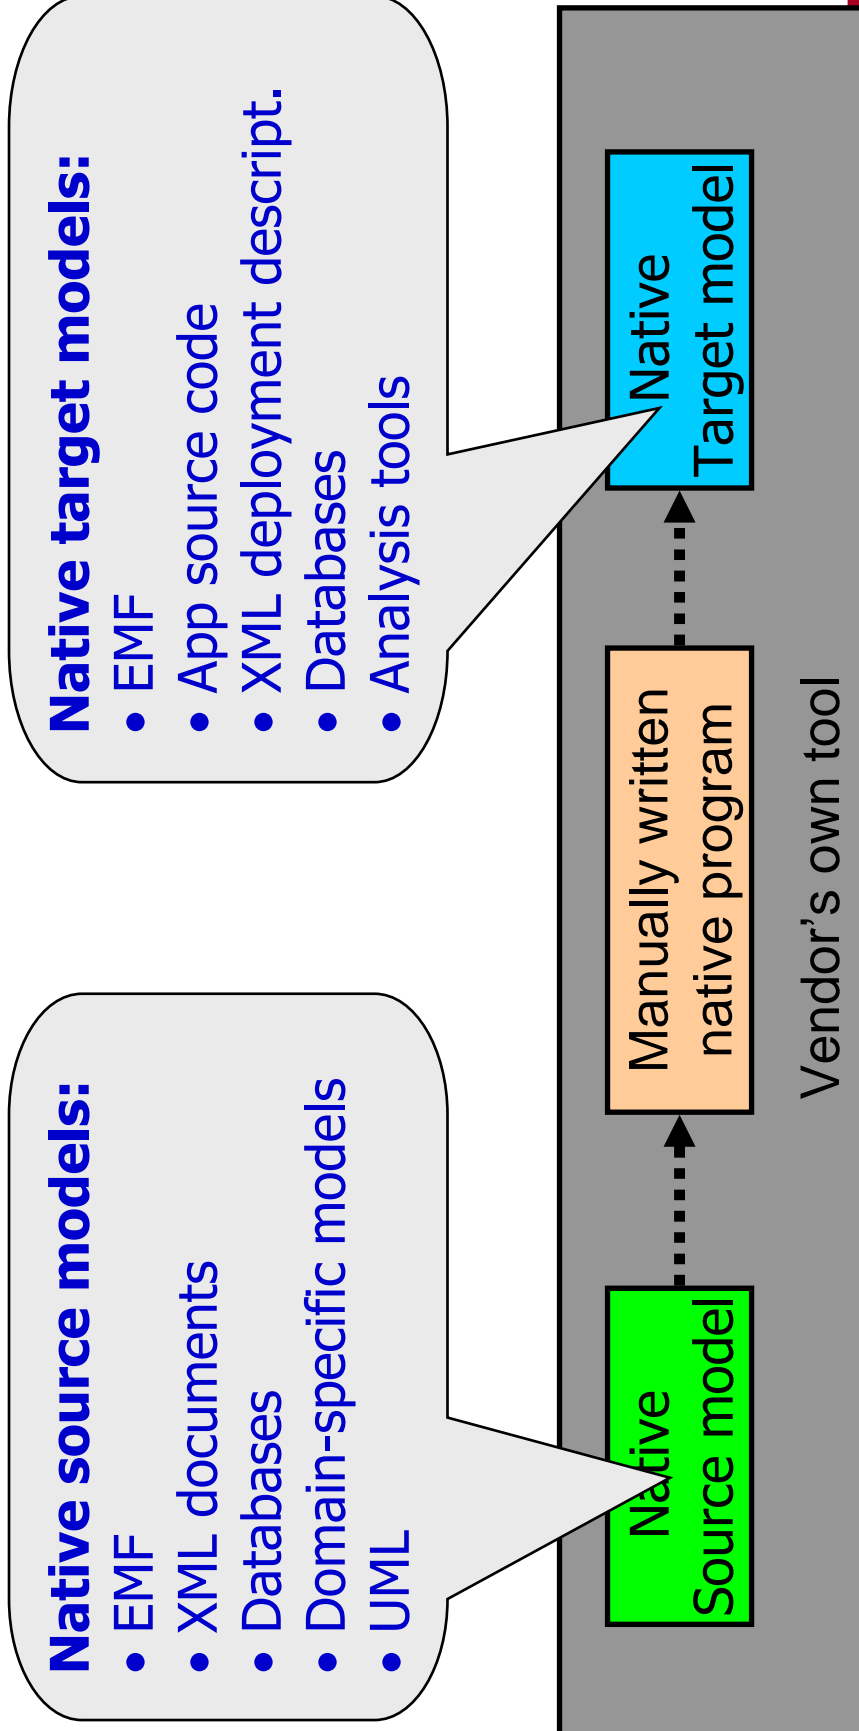 Native source models:
• EMF
• XML documents
• Databases
• Domain-specific models
• UML
Native target models:
• EMF
• App source code
• XML deployment descript.
• Databases
• Analysis tools
Native
Source model
Manually written
native program
Native
Target model
Vendor’s own tool